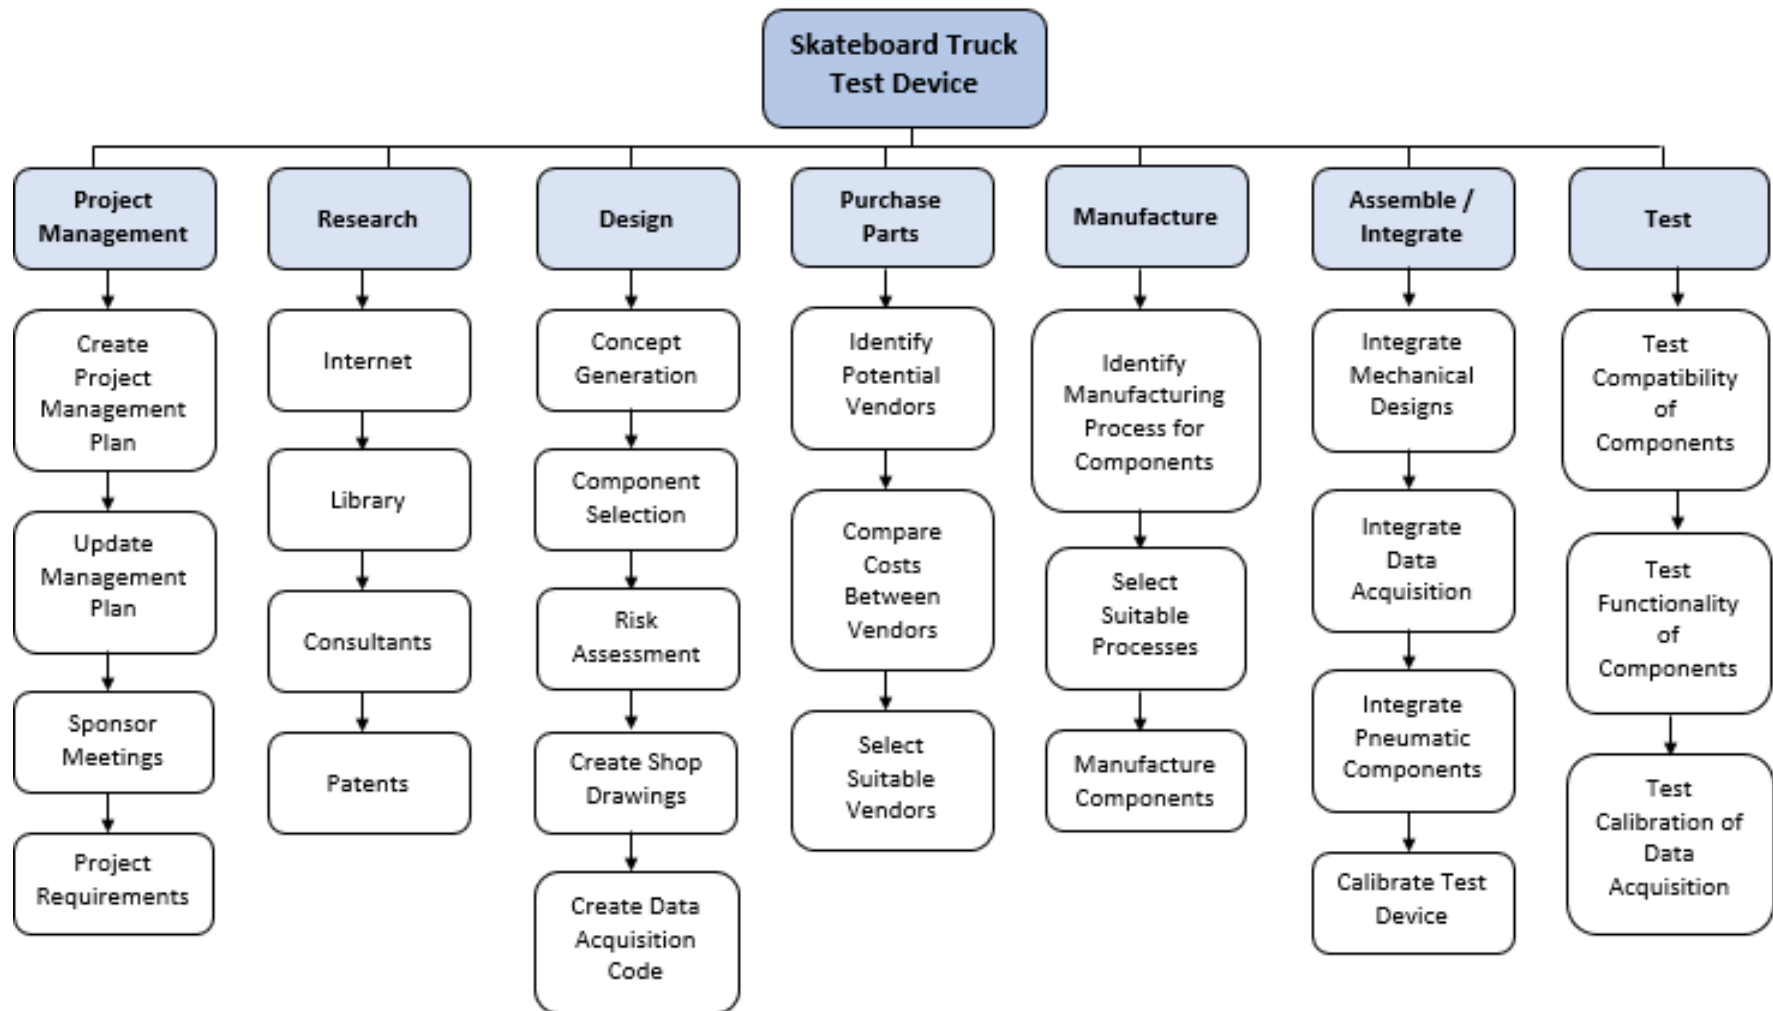 Skateboard Truck
Test Device
Project
Management
Research
Design
Purchase
Parts
Manufacture
Assemble /
Integrate
Test
Create
Project
Management
Plan
Update
Management
Plan
Sponsor
Meetings
Project
Requirements
Internet
Library
Consultants
Patents
Concept
Generation
Component
Selection
Risk
Assessment
Create Shop
Drawings
Create Data
Acquisition
Code
Identify
Potential
Vendors
Compare
Costs
Between
Vendors
Select
Suitable
Vendors
Identify
Manufacturing
Process for
Components
Select
Suitable
Processes
Manufacture
Components
Integrate
Mechanical
Designs
Integrate
Data
Acquisition
Integrate
Pneumatic
Components
Calibrate Test
Device
Test
Compatibility
of
Components
Test
Functionality
of
Components
Test
Calibration of
Data
Acquisition